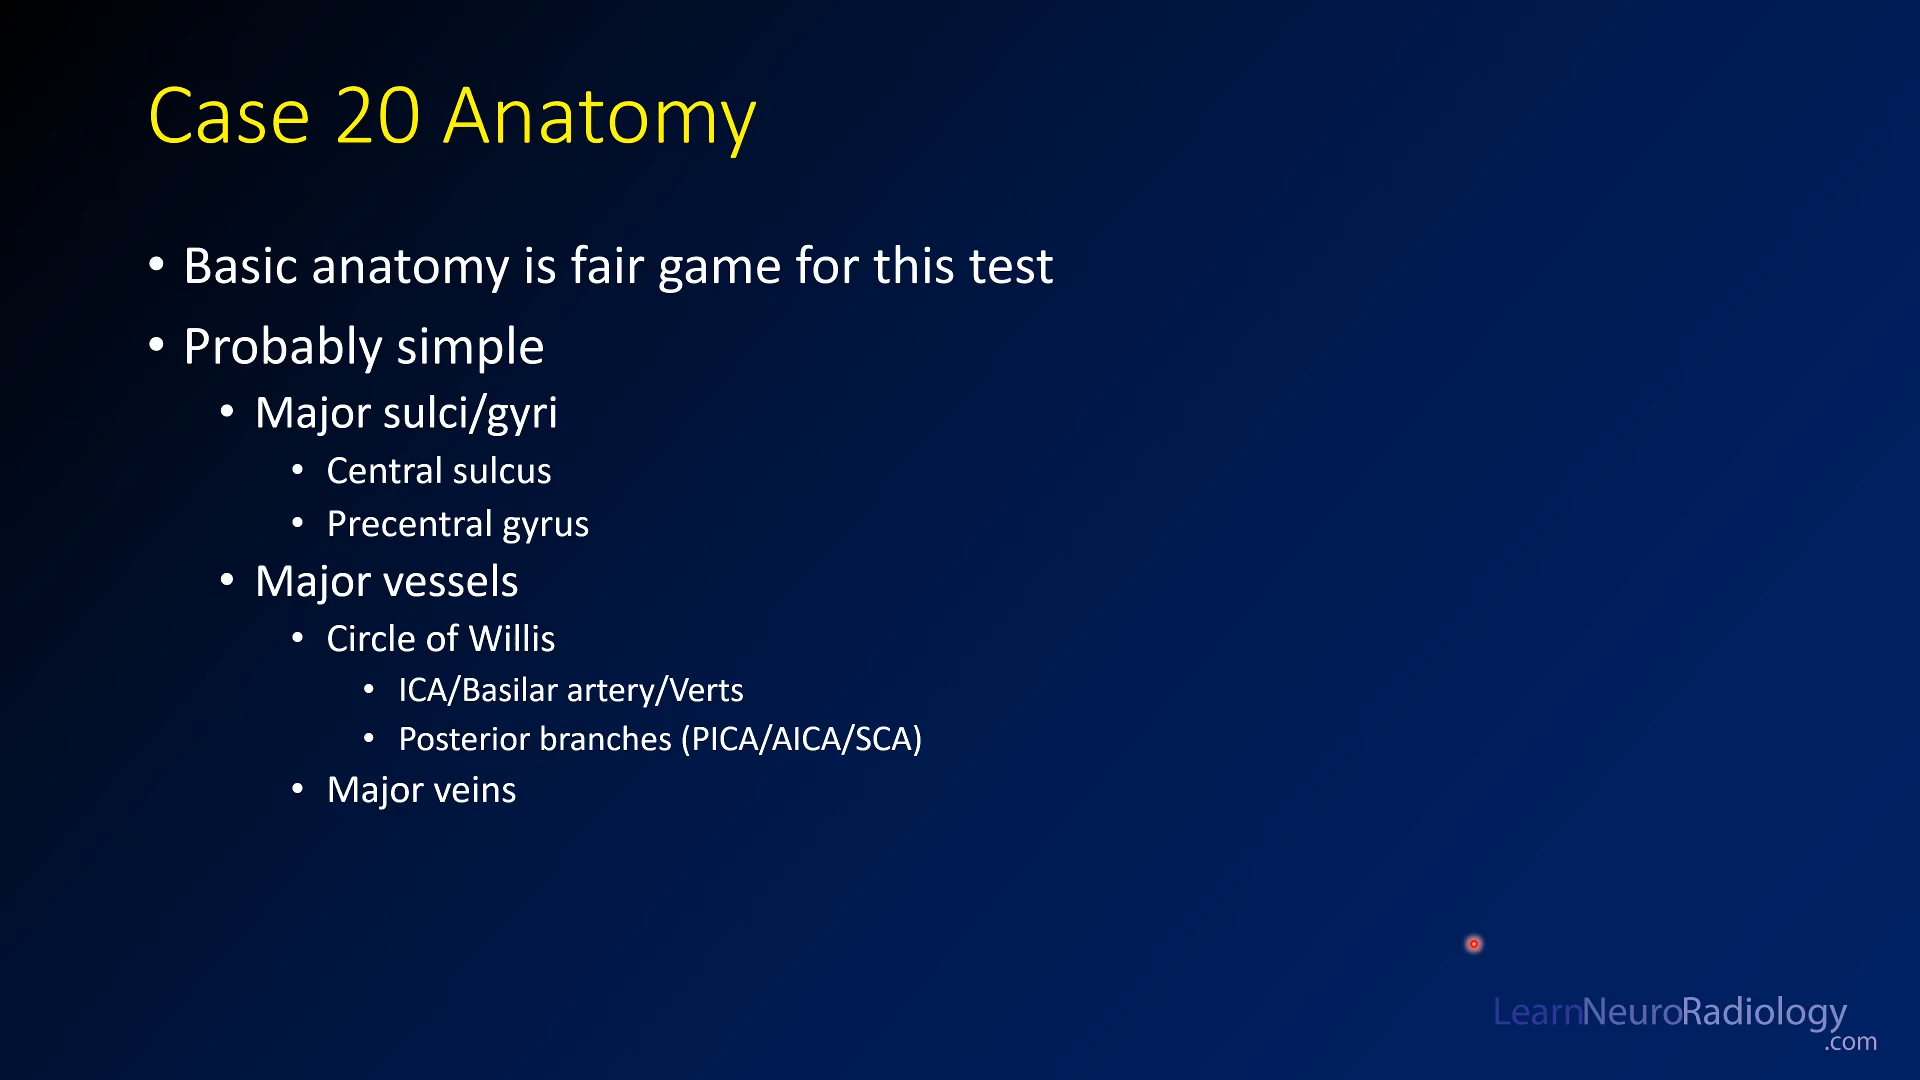 Case 20 Anatomy
• Basic anatomy is fair game for this test
• Probably simple
• Major sulci/gyri
• Central sulcus
• Precentral gyrus
• Major vessels
• Circle of Willis
• ICA/Basilar artery/Verts
• Posterior branches (PICA/AICA/SCA)
• Major veins
LearnNeuroRadiology
.com